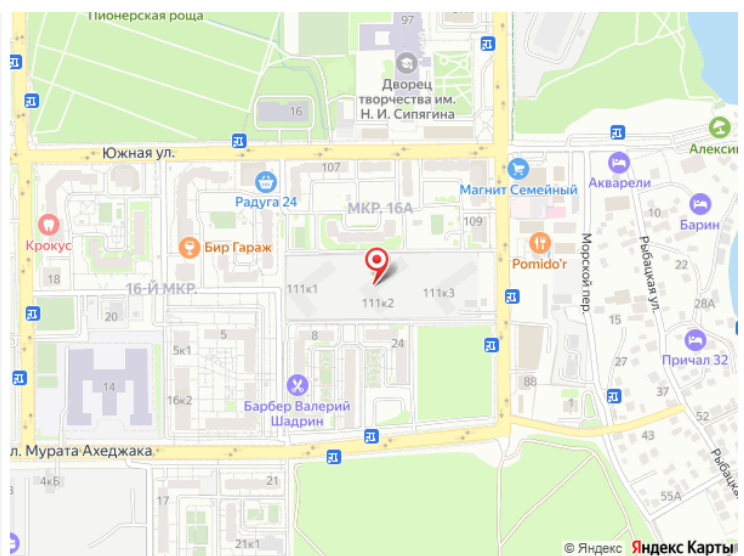 Пионерская роща
97
Дворец
творчества им.
Н. И. Сипягина
16
Южная ул.
107
Магнит Семейный
Алексин
Радуга 24
МКР. 16А
Акварели
Крокус
Бир Гараж
109
10
Барин
Pomido'r
Морской пер.
Рыбацкая ул.
22
18
16-Й МКР.
111к1
111к2
111к3
28А
20
5
8
24
15
Причал 32
5к1
27
14
16к2
88
37
Барбер Валерий
Шадрин
1
52
43
л. Мурата Ахеджака
Рыбацкая
4кБ
17
21
55А
21к1
© Яндекс Яндекс Карты